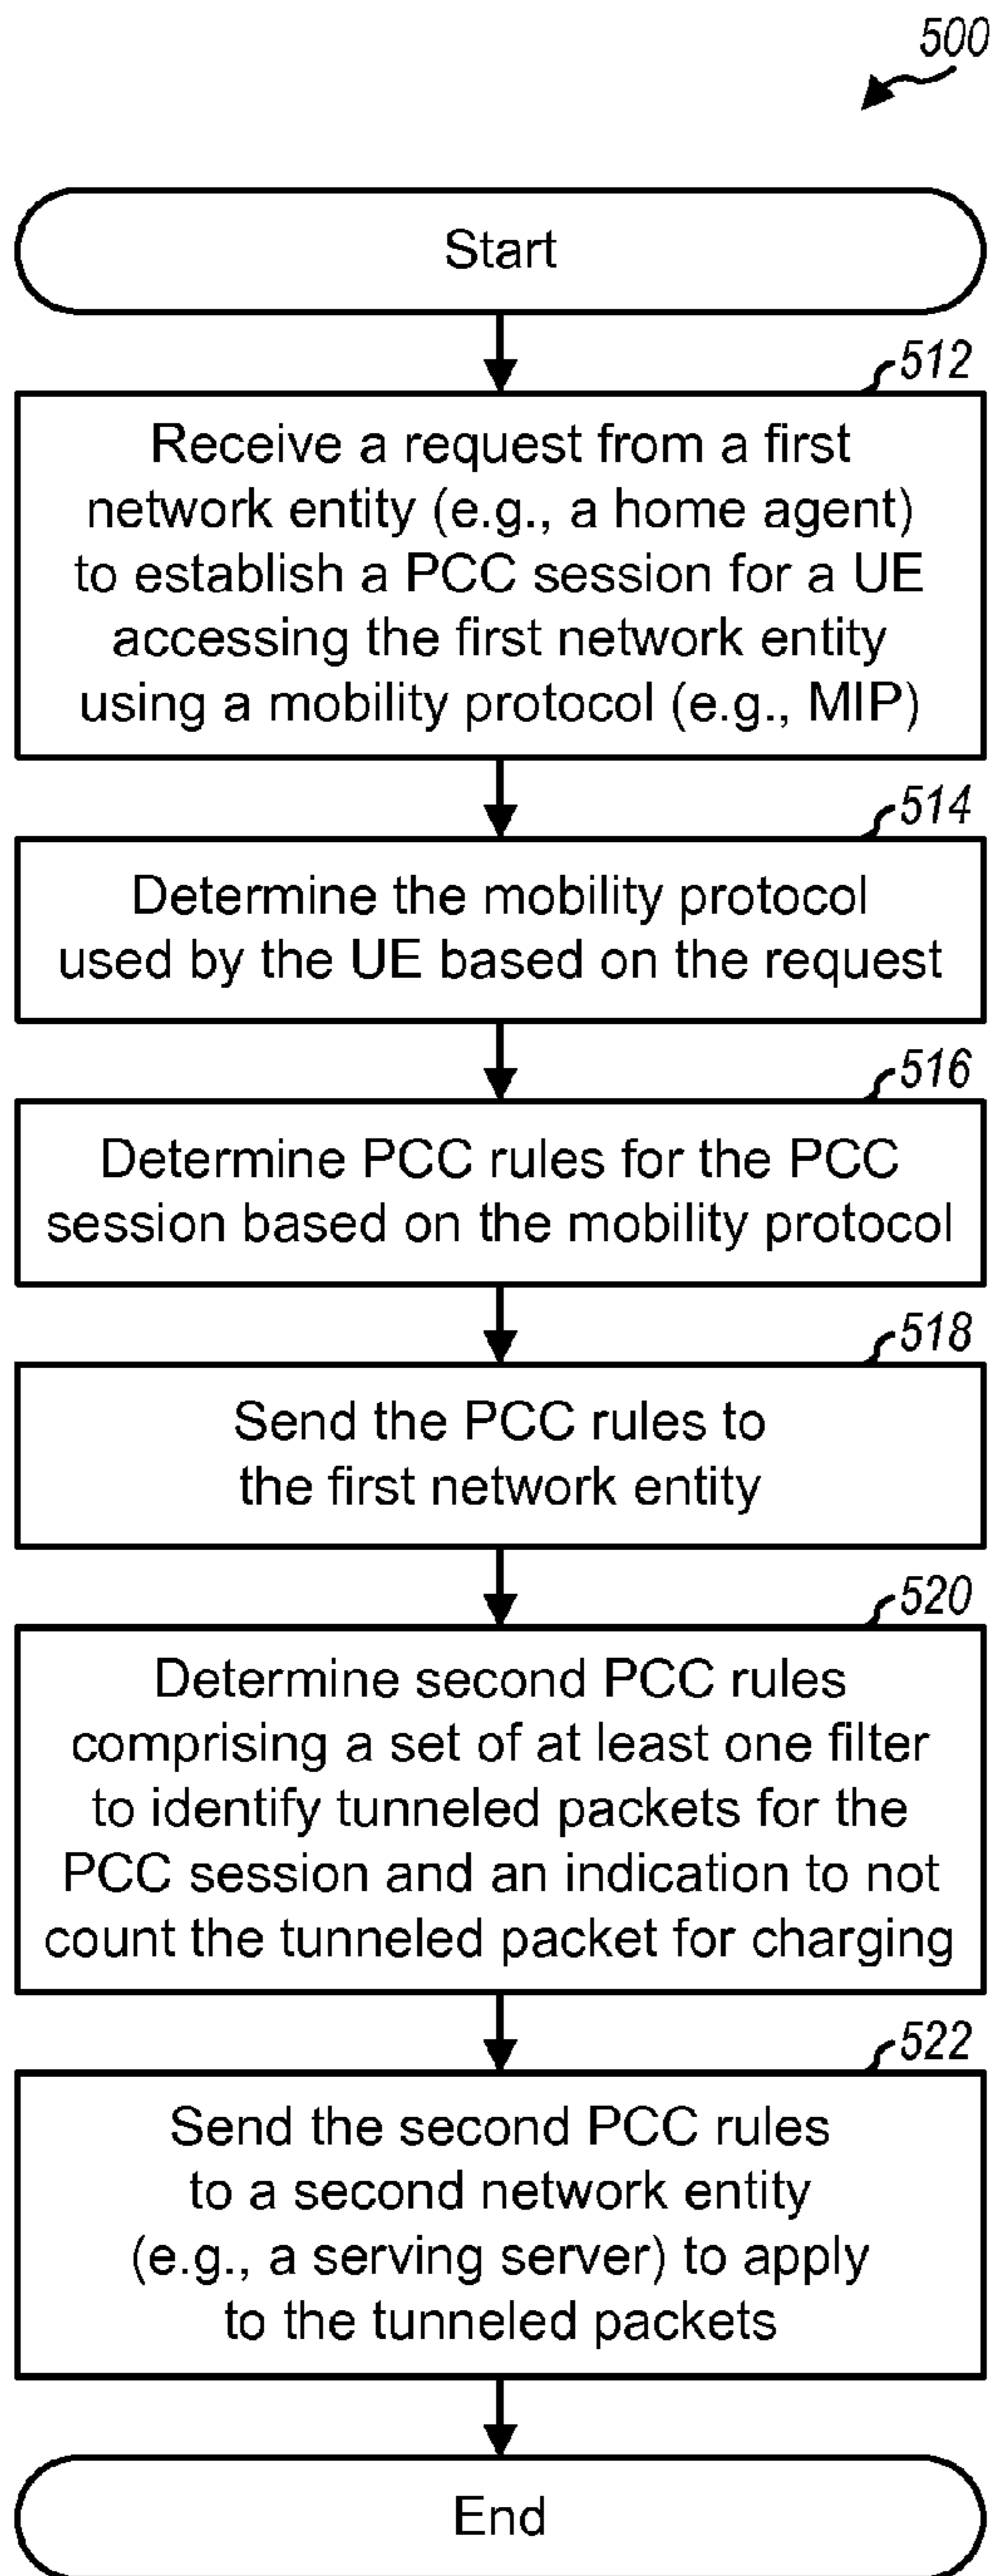 500
Start
512
Receive a request from a first
network entity (e.g., a home agent)
to establish a PCC session for a UE
accessing the first network entity
using a mobility protocol (e.g., MIP)
514
Determine the mobility protocol
used by the UE based on the request
516
Determine PCC rules for the PCC
session based on the mobility protocol
518
Send the PCC rules to
the first network entity
520
Determine second PCC rules
comprising a set of at least one filter
to identify tunneled packets for the
PCC session and an indication to not
count the tunneled packet for charging
522
Send the second PCC rules
to a second network entity
(e.g., a serving server) to apply
to the tunneled packets
End